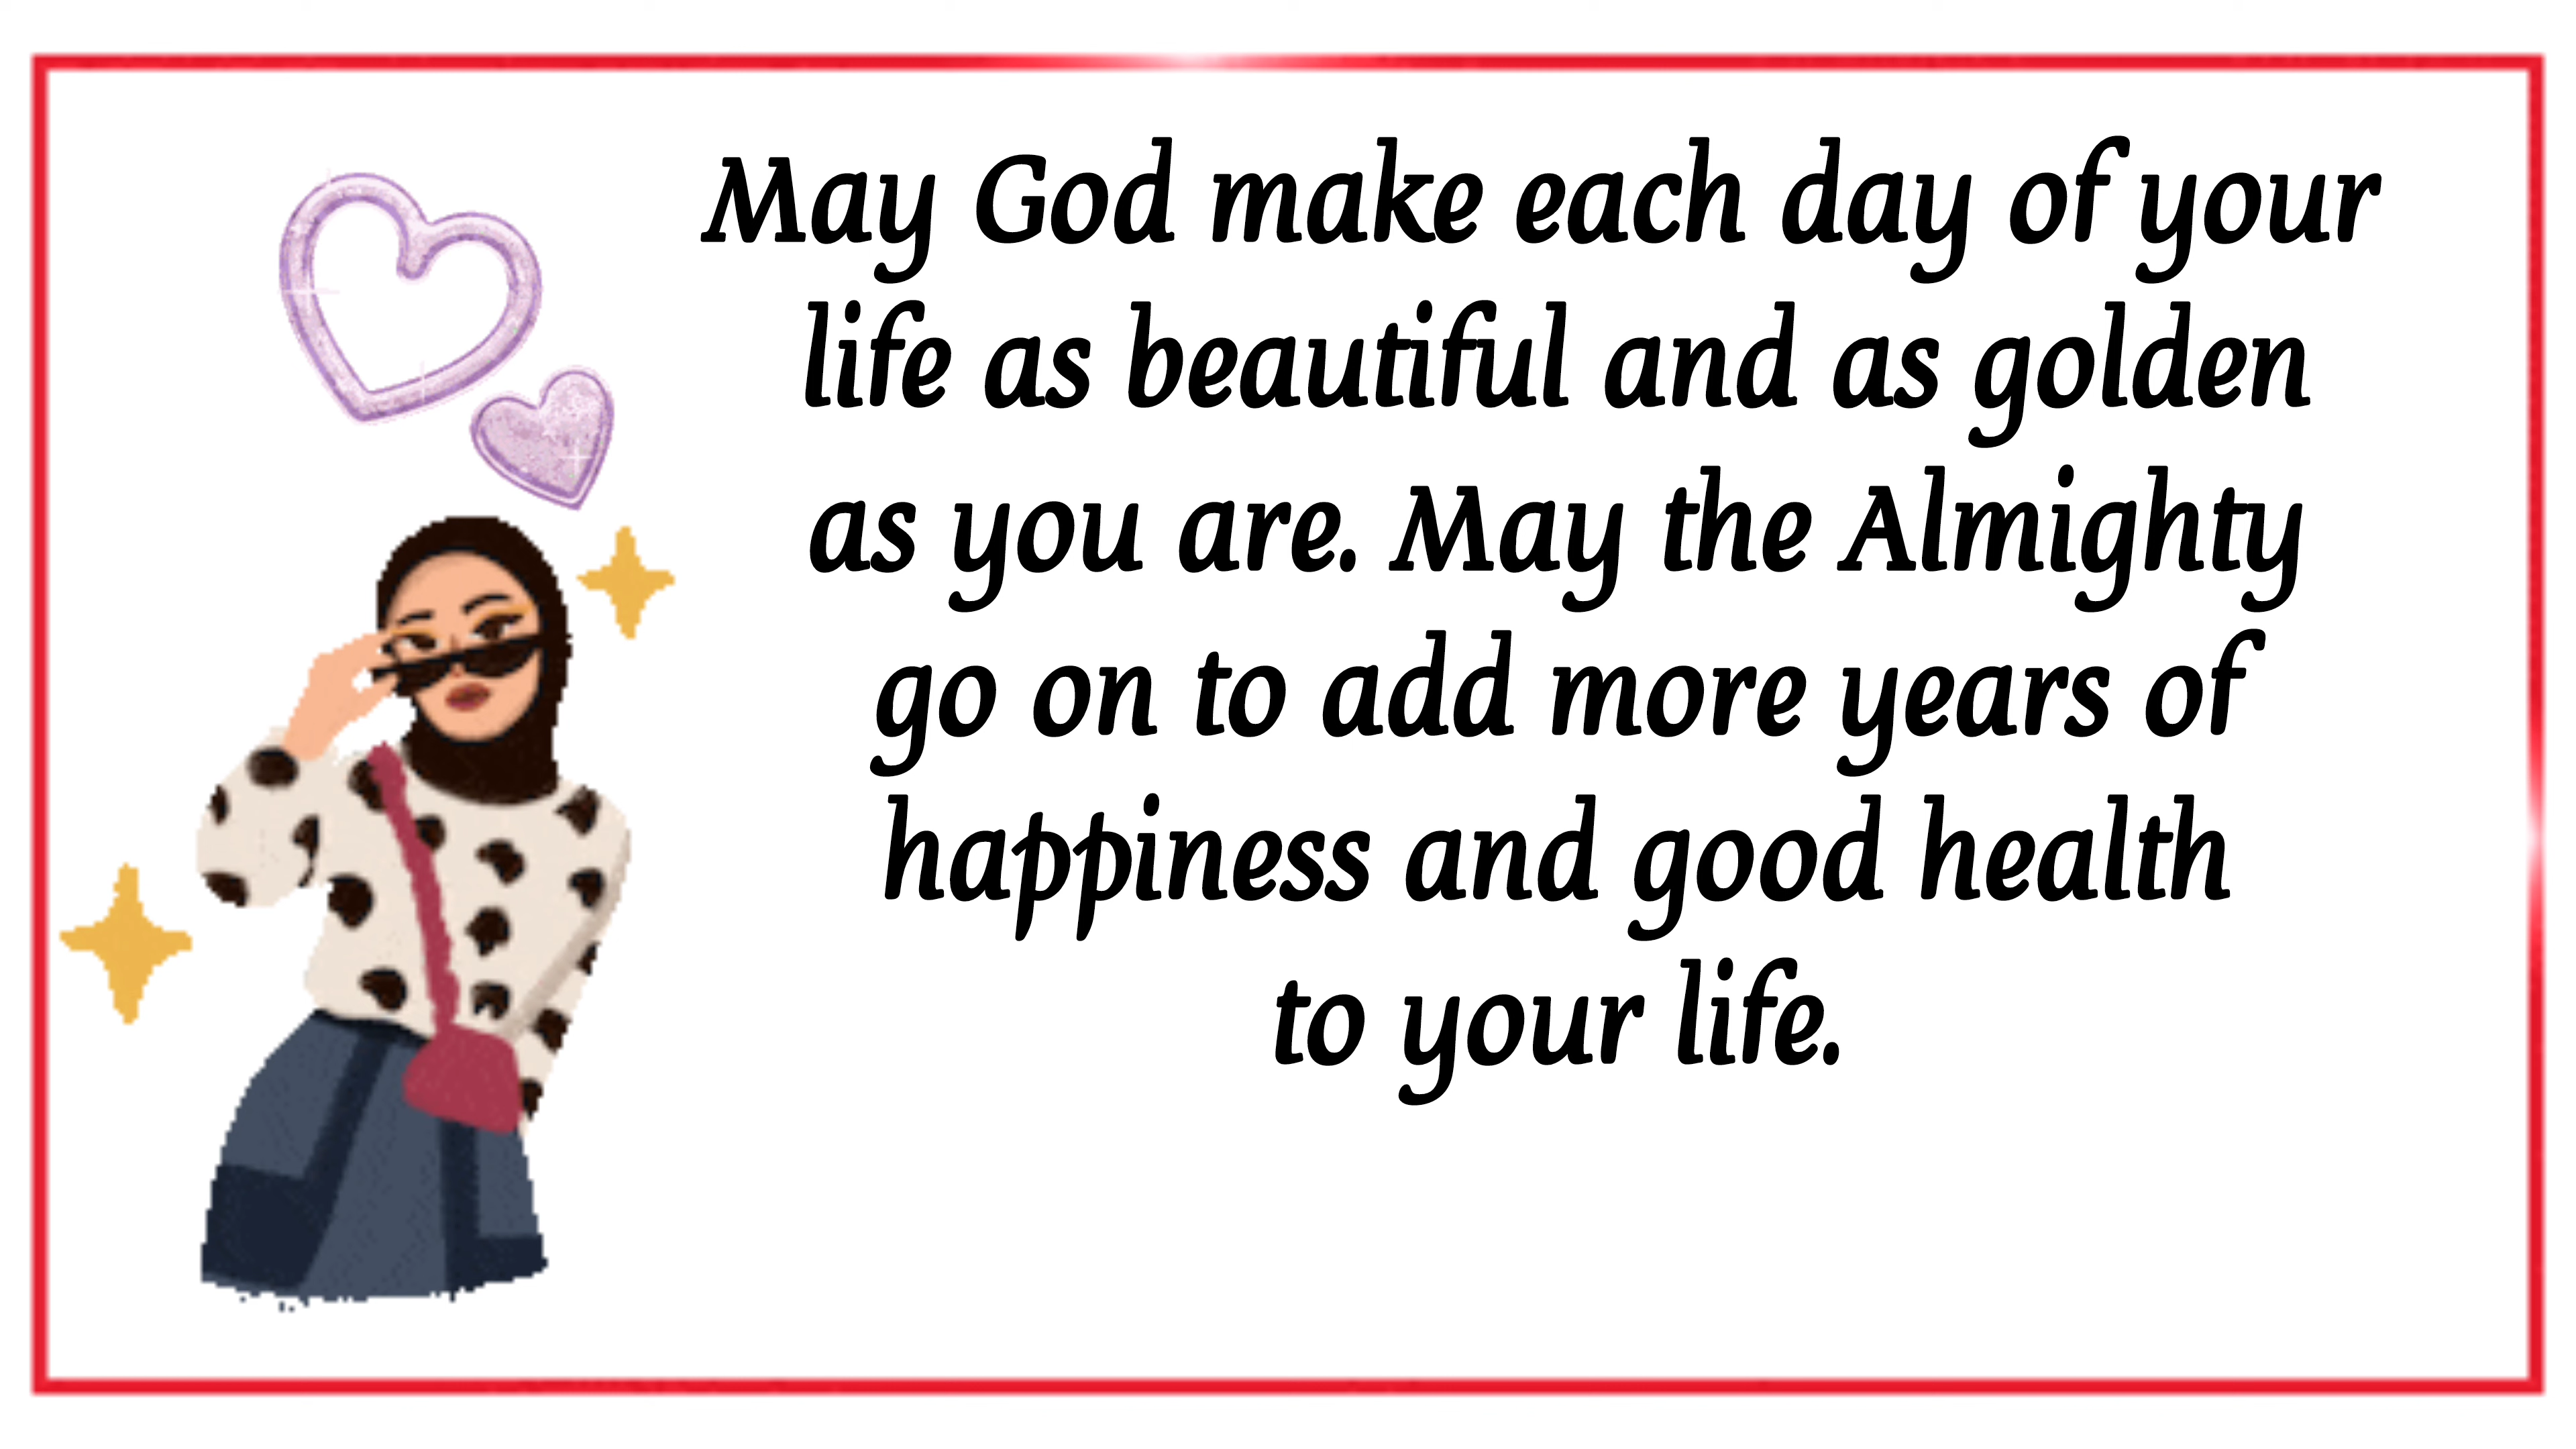 May God make each day of your
life as beautiful and as golden
as you are. May the Almighty
go on to add more years of
happiness and good health
to your life.